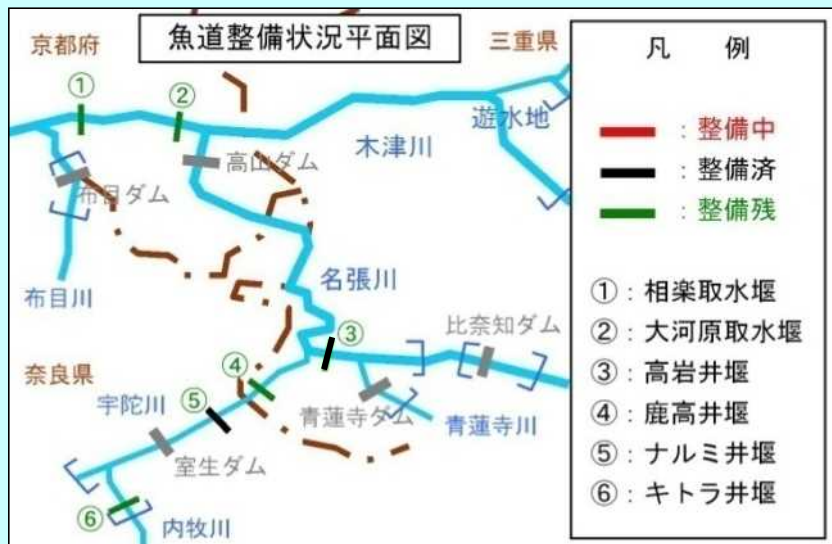 魚道整備状況平面図
京都府
三重県
①
②
遊水地
木津川
高山ダム
布目ダム
布目川
名張川
③
比奈知ダム
奈良県
④
⑤
宇陀川
青蓮寺ダム
青蓮寺川
室生ダム
⑥
内牧川
凡 例
：整備中
：整備済
：整備残
①：相楽取水堰
②：大河原取水堰
③：高岩井堰
④：鹿高井堰
⑤：ナルミ井堰
⑥：キトラ井堰